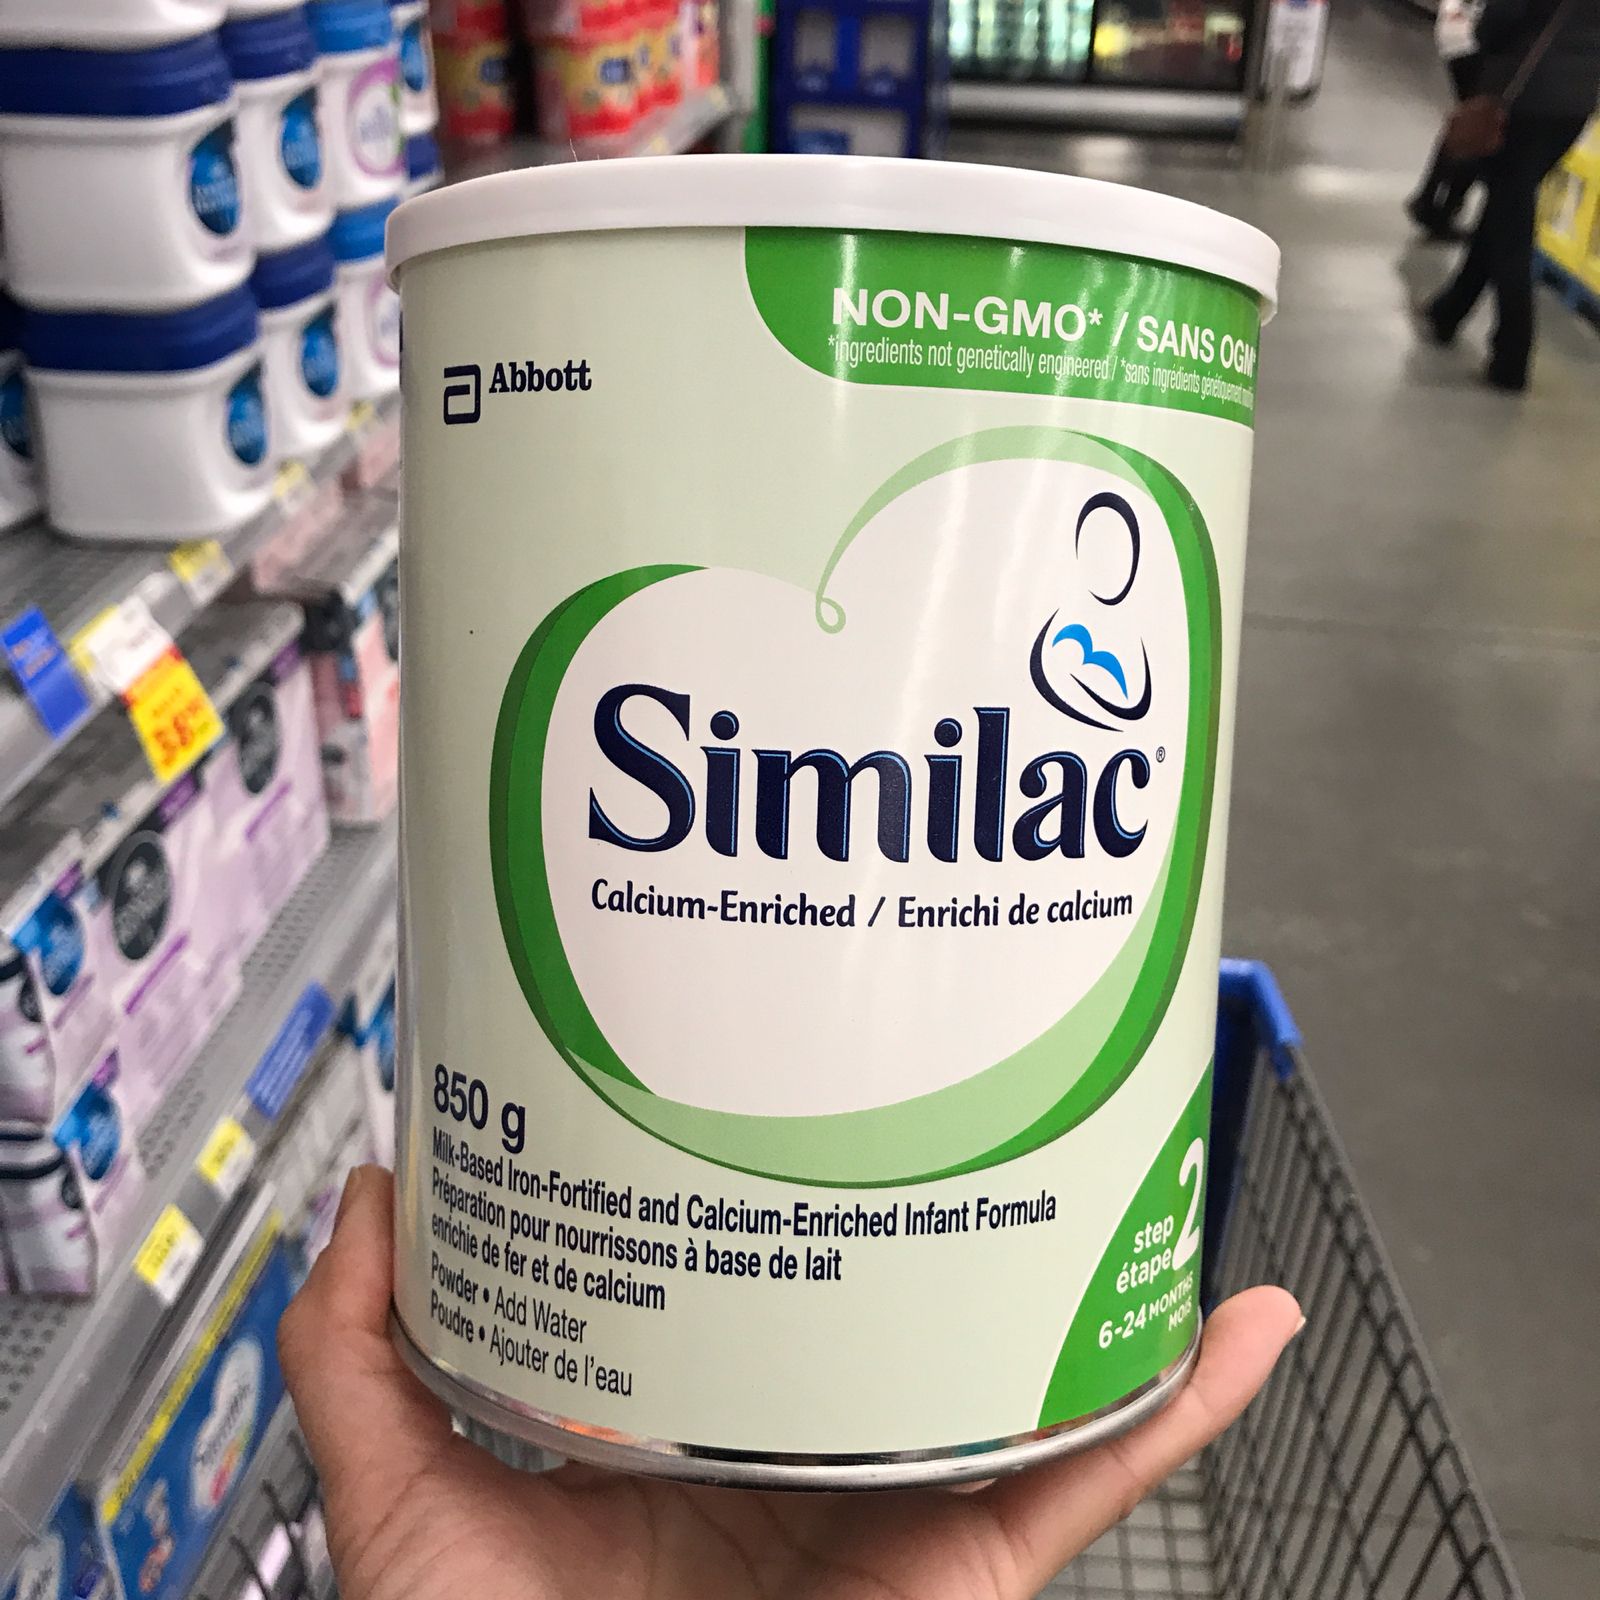 NON-GMO* / SANS OGM*
*ingredients not genetically engineered / *sans ingrédients génétiquement modifiés
Abbott
Similac®
Calcium-Enriched / Enrichi de calcium
850 g
Milk-Based Iron-Fortified and Calcium-Enriched Infant Formula
Préparation pour nourrissons à base de lait
enrichie de fer et de calcium
Powder • Add Water
Poudre • Ajouter de l'eau
step 2
étape
6-24 MONTHS
MOIS